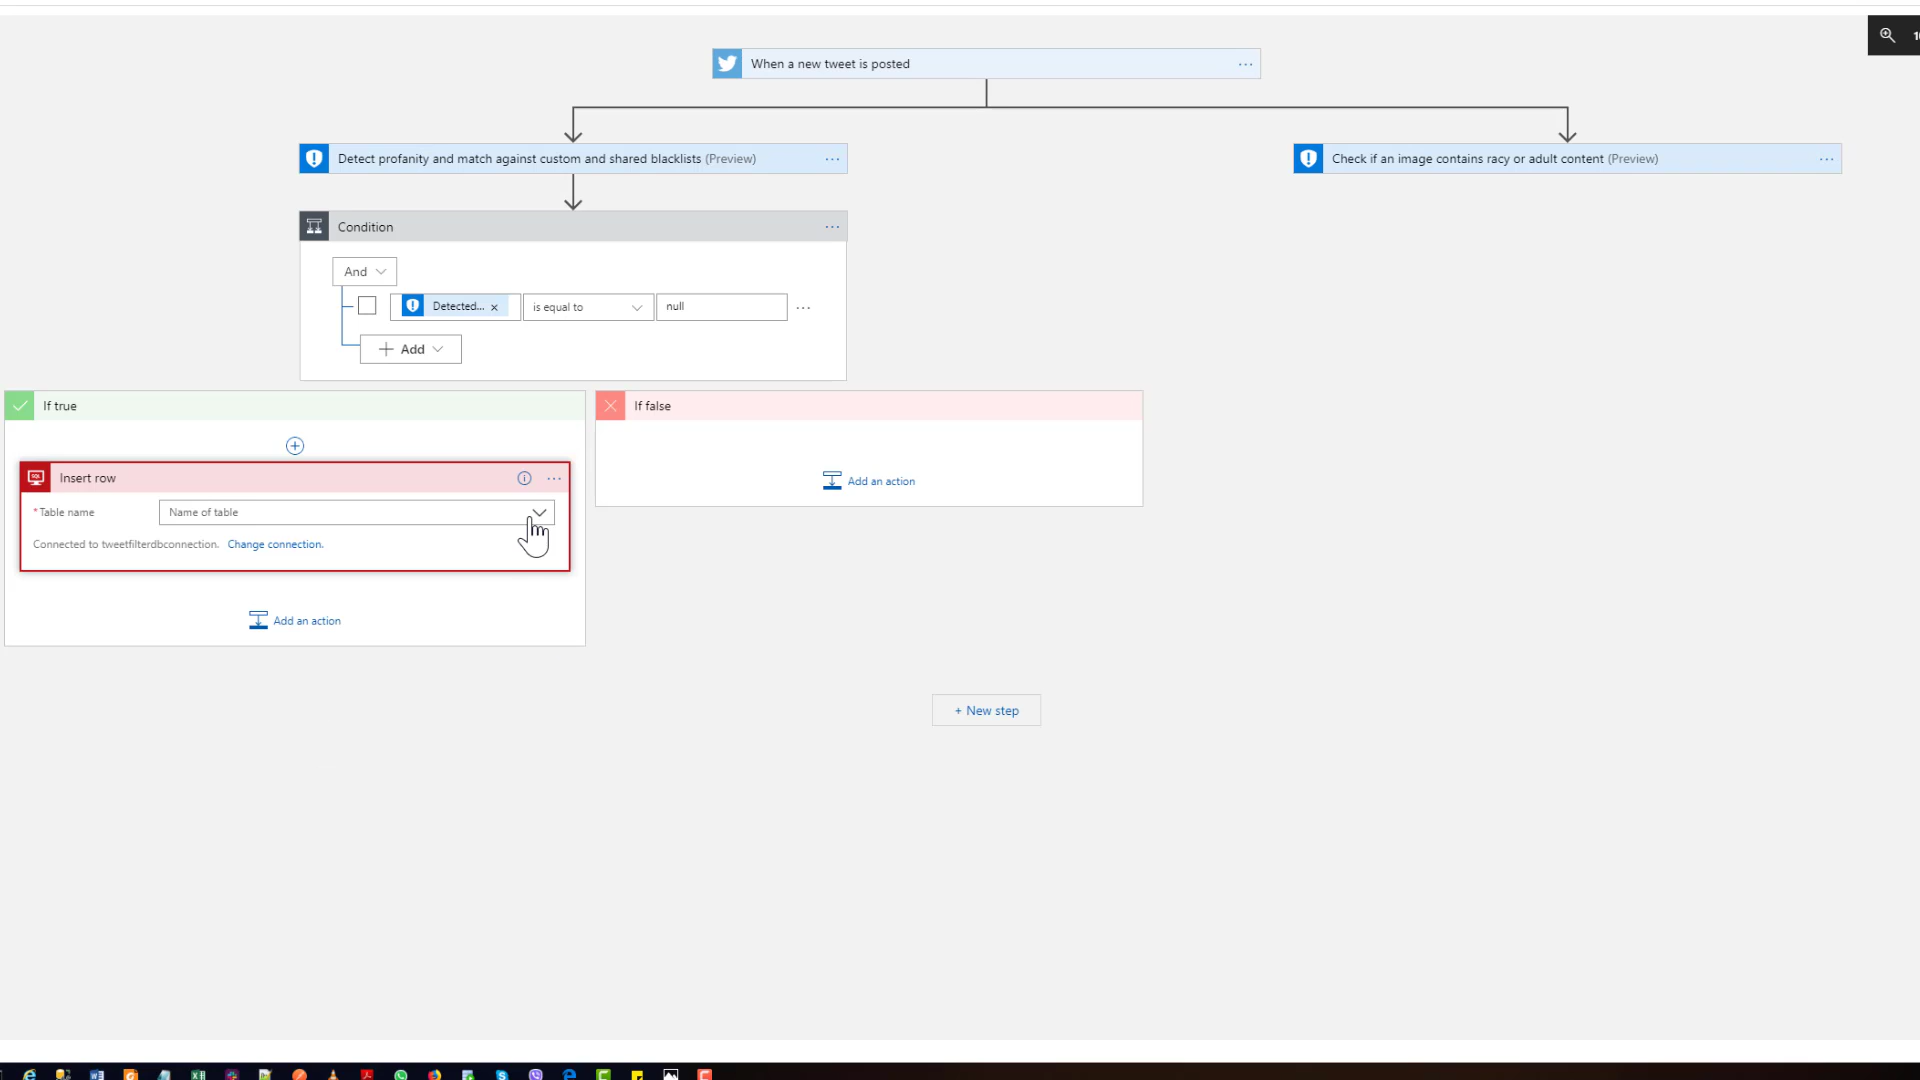 When a new tweet is posted
Detect profanity and match against custom and shared blacklists (Preview)
Check if an image contains racy or adult content (Preview)
Condition
And
Detected... × is equal to null
+ Add
If true
If false
Insert row
*Table name Name of table
Connected to tweetfilterdbconnection. Change connection.
Add an action
Add an action
+ New step